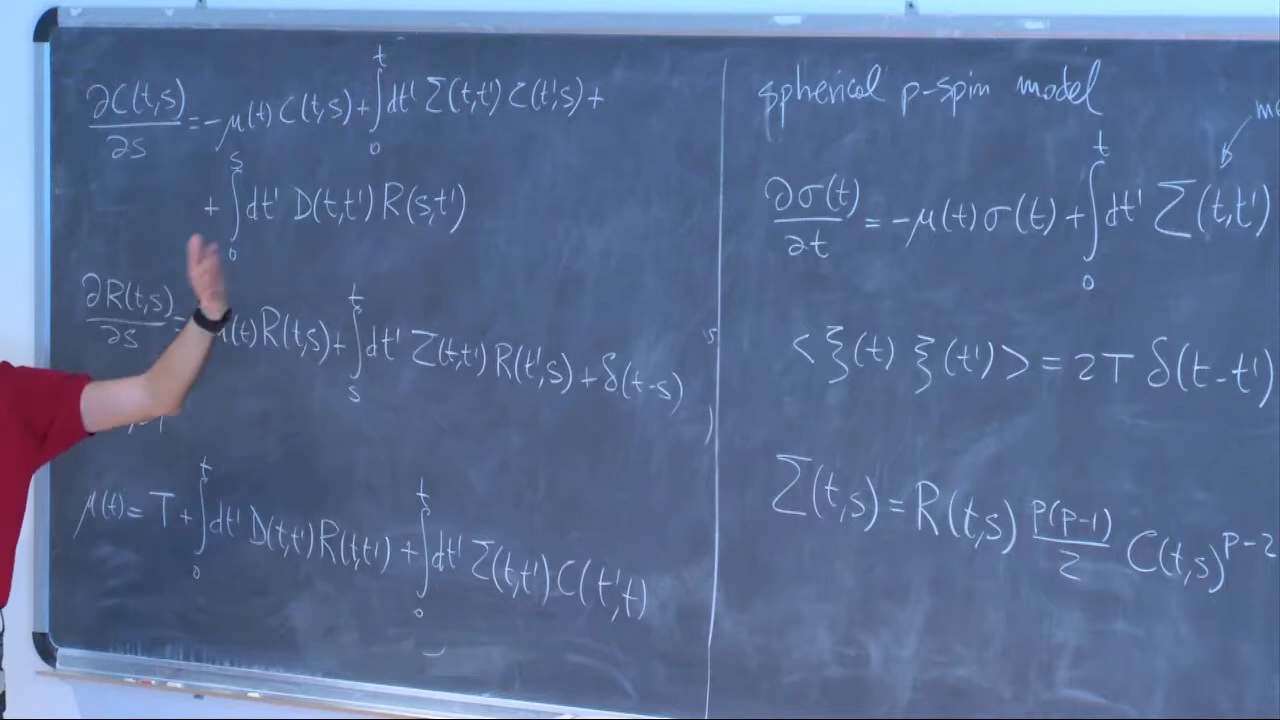 ∂C(t,s)/∂s = -μ(t) C(t,s) + ∫₀ᵗ dt' Σ(t,t') C(t',s) +
+ ∫₀ˢ dt' D(t,t') R(s,t')
∂R(t,s)/∂s = μ(t) R(t,s) + ∫ₛᵗ dt' Σ(t,t') R(t',s) + δ(t-s)
μ(t) = T + ∫₀ᵗ dt' D(t,t') R(t,t') + ∫₀ᵗ dt' Σ(t,t') C(t',t)
spherical p-spin model
∂σ(t)/∂t = -μ(t) σ(t) + ∫₀ᵗ dt' Σ(t,t')
<ξ(t) ξ(t')> = 2T δ(t-t')
Σ(t,s) = R(t,s) p(p-1)/2 C(t,s)^{p-2}